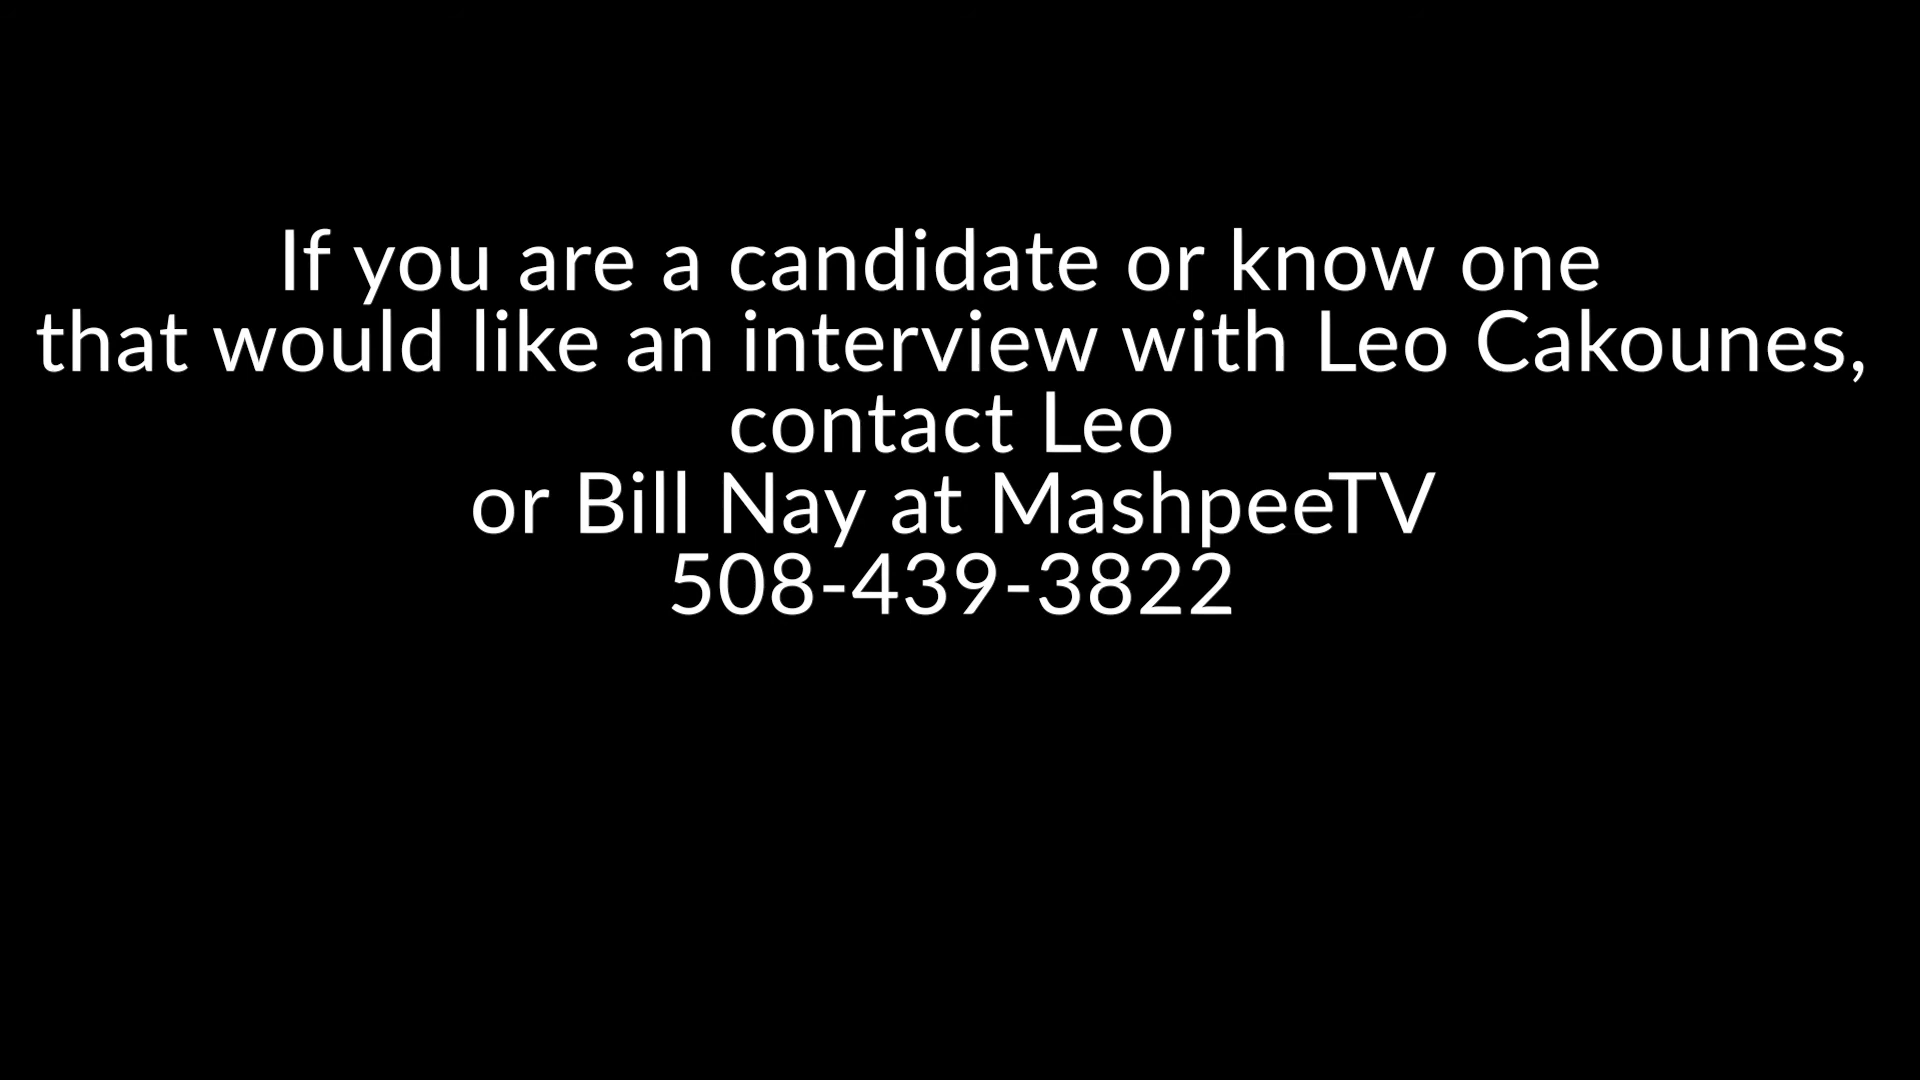 If you are a candidate or know one
that would like an interview with Leo Cakounes,
contact Leo
or Bill Nay at MashpeeTV
508-439-3822